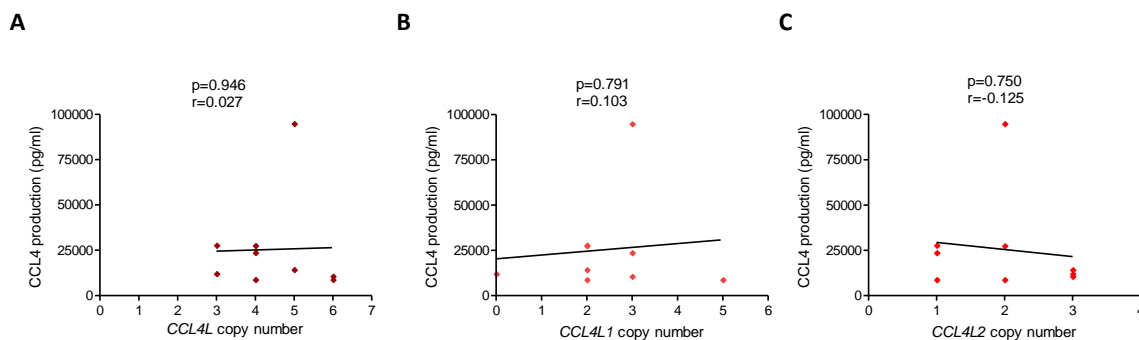 A
p=0.946
r=0.027
CCL4 production (pg/ml)
100000
75000
50000
25000
0
0 1 2 3 4 5 6 7
CCL4L copy number
B
p=0.791
r=0.103
CCL4 production (pg/ml)
100000
75000
50000
25000
0
0 1 2 3 4 5 6
CCL4L1 copy number
C
p=0.750
r=-0.125
CCL4 production (pg/ml)
100000
75000
50000
25000
0
0 1 2 3 4
CCL4L2 copy number